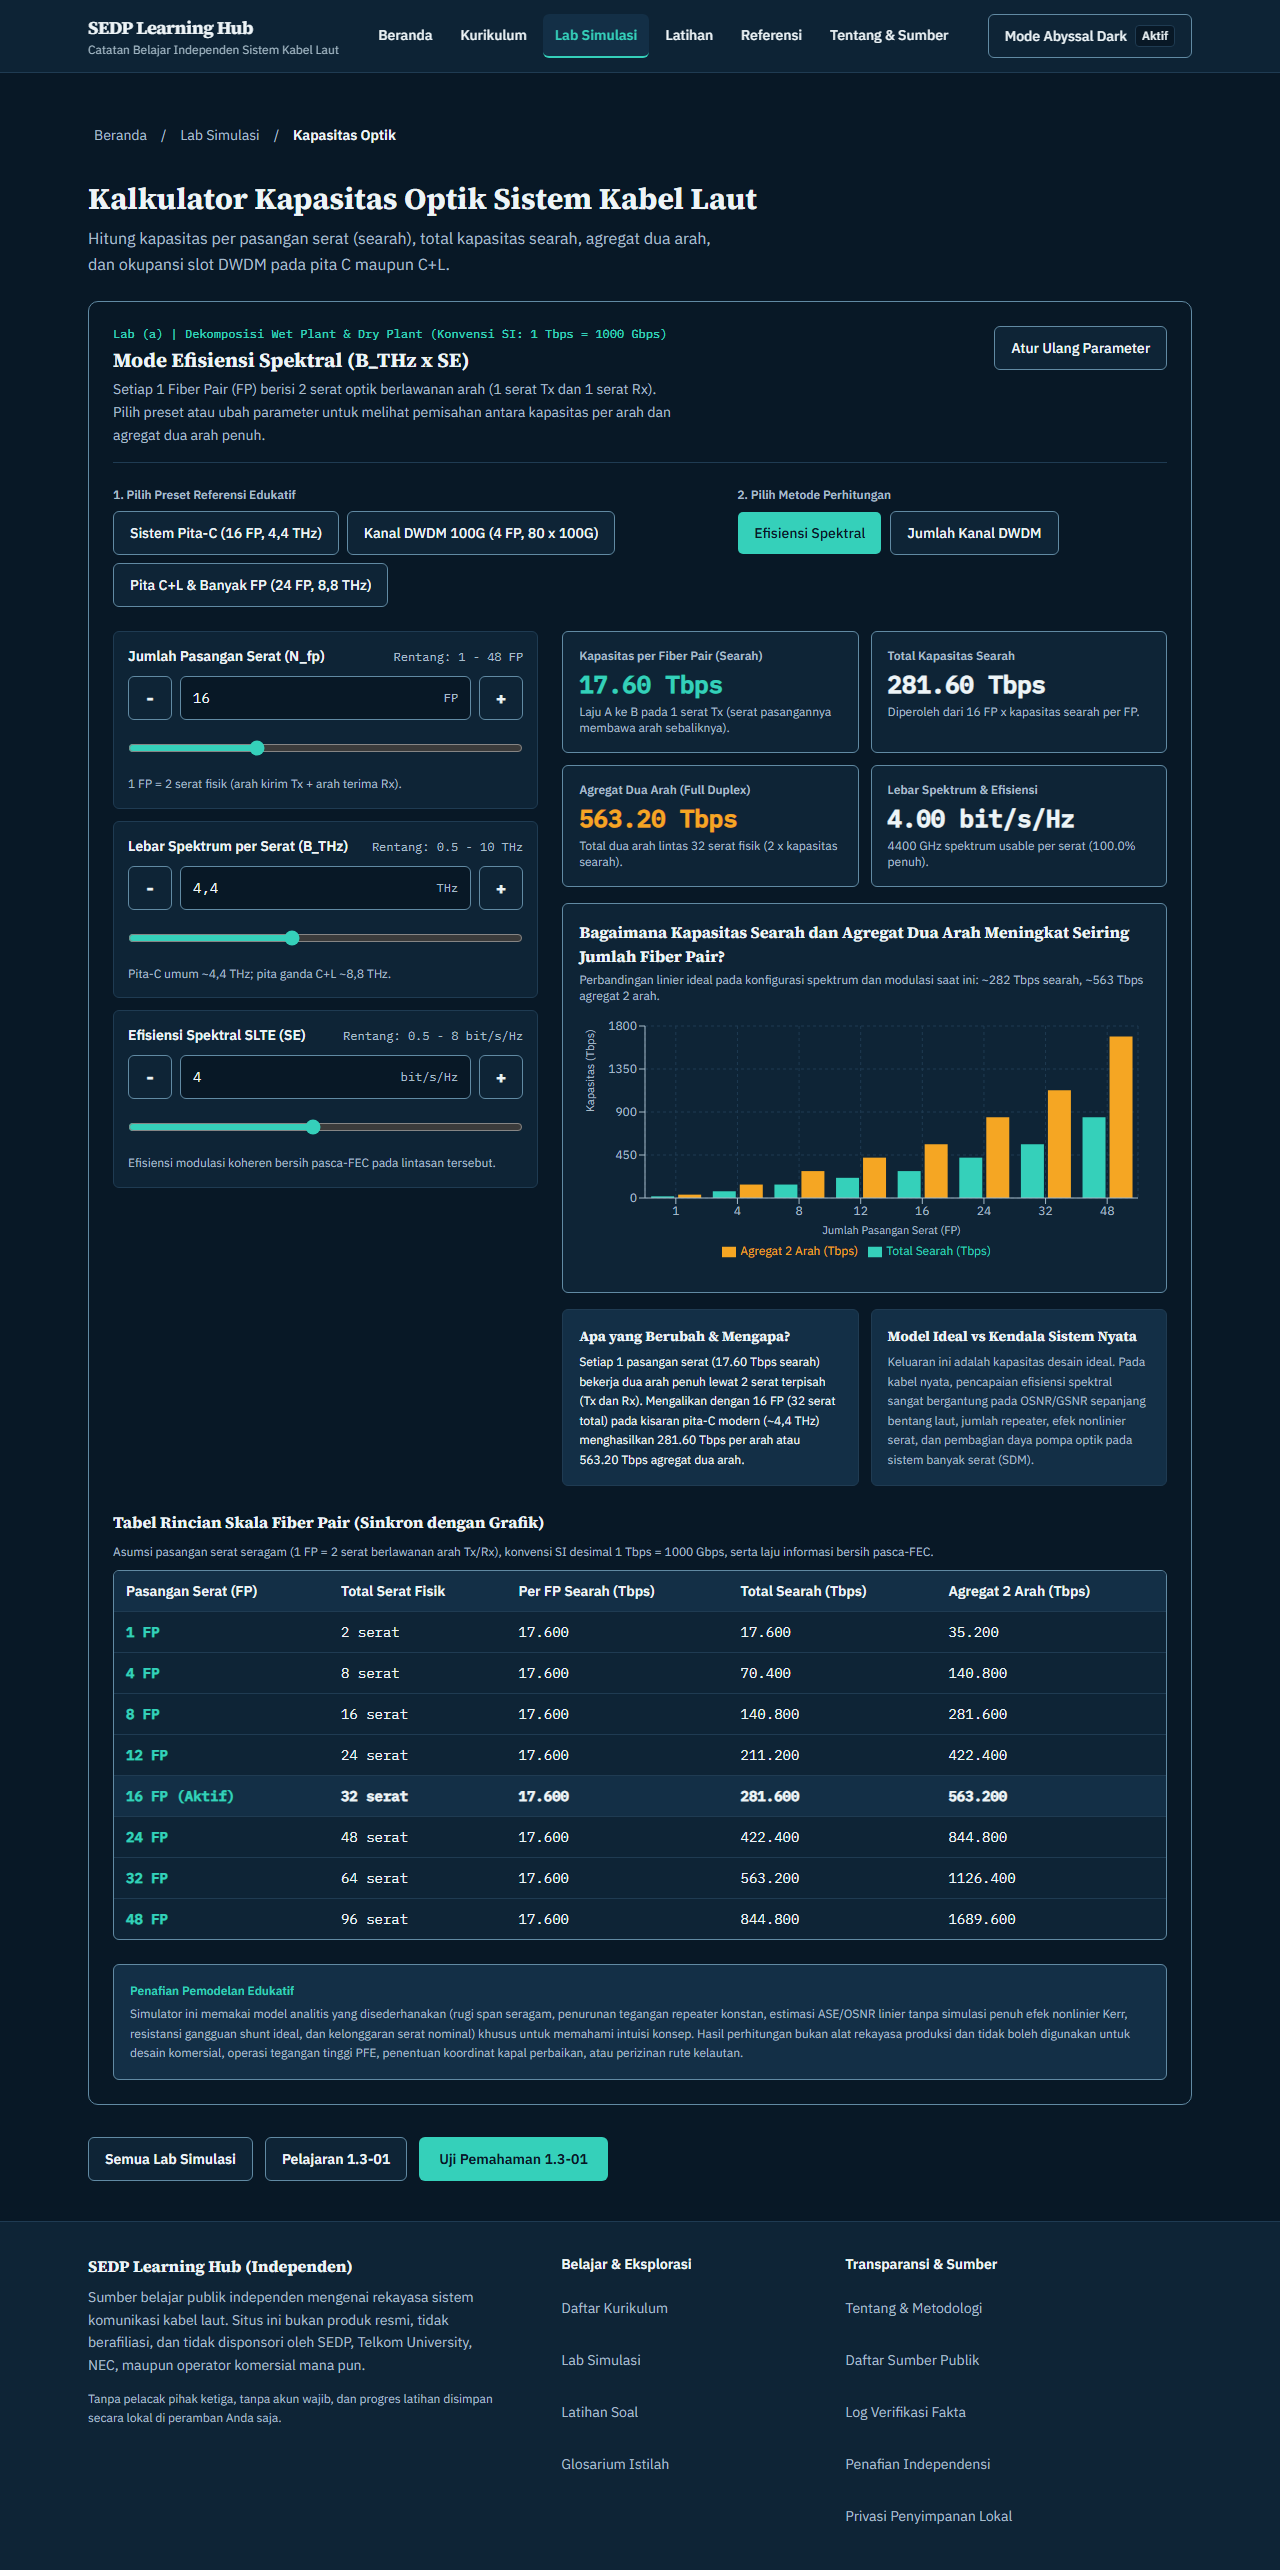 SEDP Learning Hub
Catatan Belajar Independen Sistem Kabel Laut
Beranda
Kurikulum
Lab Simulasi
Latihan
Referensi
Tentang & Sumber
Mode Abyssal Dark Aktif
Beranda / Lab Simulasi / Kapasitas Optik
Kalkulator Kapasitas Optik Sistem Kabel Laut
Hitung kapasitas per pasangan serat (searah), total kapasitas searah, agregat dua arah,
dan okupansi slot DWDM pada pita C maupun C+L.
Lab (a) | Dekomposisi Wet Plant & Dry Plant (Konvensi SI: 1 Tbps = 1000 Gbps)
Mode Efisiensi Spektral (B_THz x SE)
Setiap 1 Fiber Pair (FP) berisi 2 serat optik berlawanan arah (1 serat Tx dan 1 serat Rx).
Pilih preset atau ubah parameter untuk melihat pemisahan antara kapasitas per arah dan
agregat dua arah penuh.
Atur Ulang Parameter
1. Pilih Preset Referensi Edukatif
Sistem Pita-C (16 FP, 4,4 THz)
Kanal DWDM 100G (4 FP, 80 x 100G)
Pita C+L & Banyak FP (24 FP, 8,8 THz)
2. Pilih Metode Perhitungan
Efisiensi Spektral
Jumlah Kanal DWDM
Jumlah Pasangan Serat (N_fp)
Rentang: 1 - 48 FP
-
16
FP
+
1 FP = 2 serat fisik (arah kirim Tx + arah terima Rx).
Lebar Spektrum per Serat (B_THz)
Rentang: 0.5 - 10 THz
-
4,4
THz
+
Pita-C umum ~4,4 THz; pita ganda C+L ~8,8 THz.
Efisiensi Spektral SLTE (SE)
Rentang: 0.5 - 8 bit/s/Hz
-
4
bit/s/Hz
+
Efisiensi modulasi koheren bersih pasca-FEC pada lintasan tersebut.
Kapasitas per Fiber Pair (Searah)
17.60 Tbps
Laju A ke B pada 1 serat Tx (serat pasangannya
membawa arah sebaliknya).
Total Kapasitas Searah
281.60 Tbps
Diperoleh dari 16 FP x kapasitas searah per FP.
Agregat Dua Arah (Full Duplex)
563.20 Tbps
Total dua arah lintas 32 serat fisik (2 x kapasitas
searah).
Lebar Spektrum & Efisiensi
4.00 bit/s/Hz
4400 GHz spektrum usable per serat (100.0%
penuh).
Bagaimana Kapasitas Searah dan Agregat Dua Arah Meningkat Seiring
Jumlah Fiber Pair?
Perbandingan linier ideal pada konfigurasi spektrum dan modulasi saat ini: ~282 Tbps searah, ~563 Tbps
agregat 2 arah.
Kapasitas (Tbps)
1800
1350
900
450
0
1 4 8 12 16 24 32 48
Jumlah Pasangan Serat (FP)
Agregat 2 Arah (Tbps) Total Searah (Tbps)
Apa yang Berubah & Mengapa?
Setiap 1 pasangan serat (17.60 Tbps searah)
bekerja dua arah penuh lewat 2 serat terpisah
(Tx dan Rx). Mengalikan dengan 16 FP (32 serat
total) pada kisaran pita-C modern (~4,4 THz)
menghasilkan 281.60 Tbps per arah atau
563.20 Tbps agregat dua arah.
Model Ideal vs Kendala Sistem Nyata
Keluaran ini adalah kapasitas desain ideal. Pada
kabel nyata, pencapaian efisiensi spektral
sangat bergantung pada OSNR/GSNR sepanjang
bentang laut, jumlah repeater, efek nonlinier
serat, dan pembagian daya pompa optik pada
sistem banyak serat (SDM).
Tabel Rincian Skala Fiber Pair (Sinkron dengan Grafik)
Asumsi pasangan serat seragam (1 FP = 2 serat berlawanan arah Tx/Rx), konvensi SI desimal 1 Tbps = 1000 Gbps, serta laju informasi bersih pasca-FEC.
Pasangan Serat (FP) Total Serat Fisik Per FP Searah (Tbps) Total Searah (Tbps) Agregat 2 Arah (Tbps)
1 FP 2 serat 17.600 17.600 35.200
4 FP 8 serat 17.600 70.400 140.800
8 FP 16 serat 17.600 140.800 281.600
12 FP 24 serat 17.600 211.200 422.400
16 FP (Aktif) 32 serat 17.600 281.600 563.200
24 FP 48 serat 17.600 422.400 844.800
32 FP 64 serat 17.600 563.200 1126.400
48 FP 96 serat 17.600 844.800 1689.600
Penafian Pemodelan Edukatif
Simulator ini memakai model analitis yang disederhanakan (rugi span seragam, penurunan tegangan repeater konstan, estimasi ASE/OSNR linier tanpa simulasi penuh efek nonlinier Kerr,
resistansi gangguan shunt ideal, dan kelonggaran serat nominal) khusus untuk memahami intuisi konsep. Hasil perhitungan bukan alat rekayasa produksi dan tidak boleh digunakan untuk
desain komersial, operasi tegangan tinggi PFE, penentuan koordinat kapal perbaikan, atau perizinan rute kelautan.
Semua Lab Simulasi
Pelajaran 1.3-01
Uji Pemahaman 1.3-01
SEDP Learning Hub (Independen)
Sumber belajar publik independen mengenai rekayasa sistem
komunikasi kabel laut. Situs ini bukan produk resmi, tidak
berafiliasi, dan tidak disponsori oleh SEDP, Telkom University,
NEC, maupun operator komersial mana pun.
Tanpa pelacak pihak ketiga, tanpa akun wajib, dan progres latihan disimpan
secara lokal di peramban Anda saja.
Belajar & Eksplorasi
Daftar Kurikulum
Lab Simulasi
Latihan Soal
Glosarium Istilah
Transparansi & Sumber
Tentang & Metodologi
Daftar Sumber Publik
Log Verifikasi Fakta
Penafian Independensi
Privasi Penyimpanan Lokal